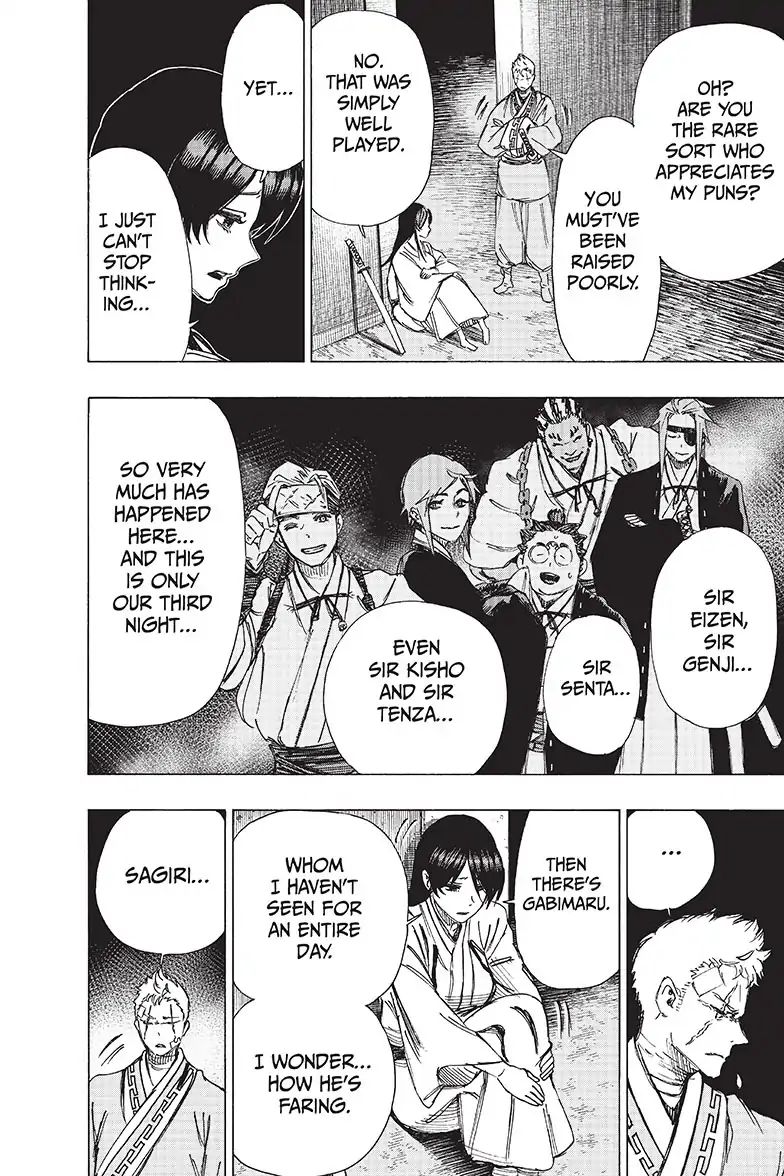 OH?
ARE YOU
THE RARE
SORT WHO
APPRECIATES
MY PUNS?
YOU
MUST'VE
BEEN
RAISED
POORLY.
NO.
THAT WAS
SIMPLY
WELL
PLAYED.
YET...
I JUST
CAN'T
STOP
THINK-
ING...
SIR
EIZEN,
SIR
GENJI...
SIR
SENTA...
EVEN
SIR KISHO
AND SIR
TENZA...
SO VERY
MUCH HAS
HAPPENED
HERE...
AND THIS
IS ONLY
OUR THIRD
NIGHT...
...
THEN
THERE'S
GABIMARU.
WHOM
I HAVEN'T
SEEN FOR
AN ENTIRE
DAY.
I WONDER...
HOW HE'S
FARING.
SAGIRI...